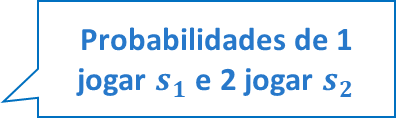 Probabilidades de 1
jogar s₁ e 2 jogar s₂